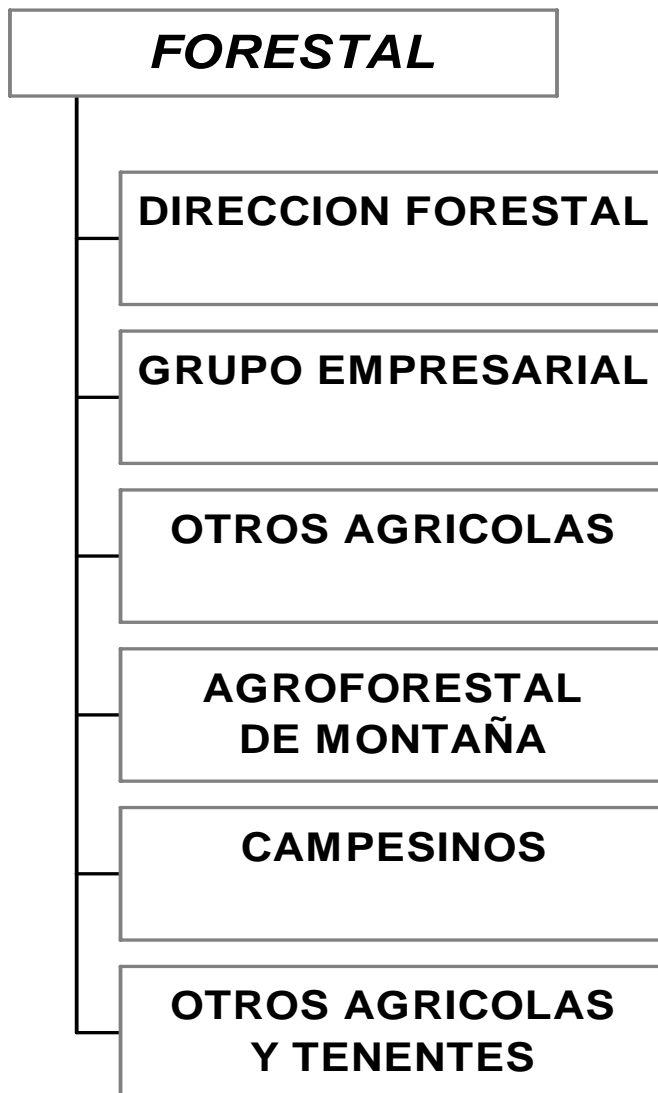 FORESTAL
DIRECCION FORESTAL
GRUPO EMPRESARIAL
OTROS AGRICOLAS
AGROFORESTAL
DE MONTAÑA
CAMPESINOS
OTROS AGRICOLAS
Y TENENTES